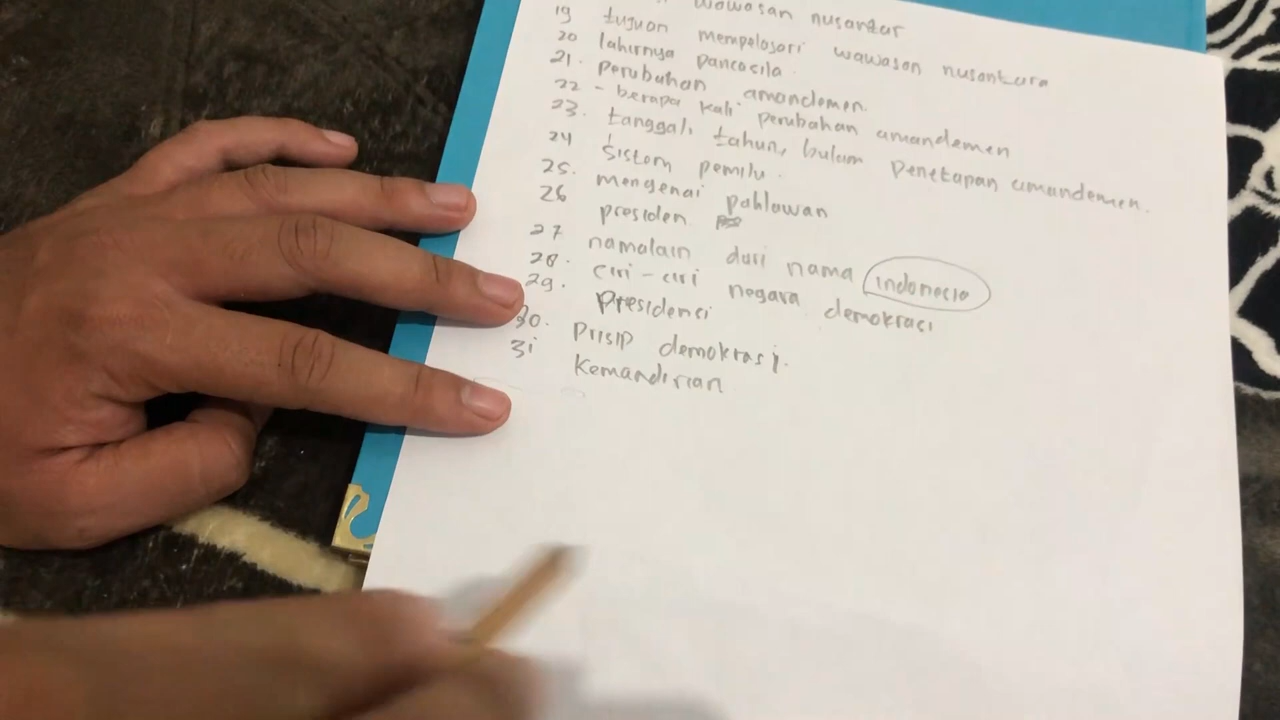 wawasan nusantar
19 tujuan mempelajari wawasan nusantara
20 lahirnya pancasila.
21. perubahan amandemen.
22 - berapa kali perubahan amandemen
23. tanggal, tahun, bulan penetapan amandemen.
24 Sistem pemilu.
25. mengenai pahlawan
26 presiden
27 namalain dari nama indonesia
28. ciri-ciri negara demokrasi
29. Presidensi
30. Prisip demokrasi.
31 Kemandirian